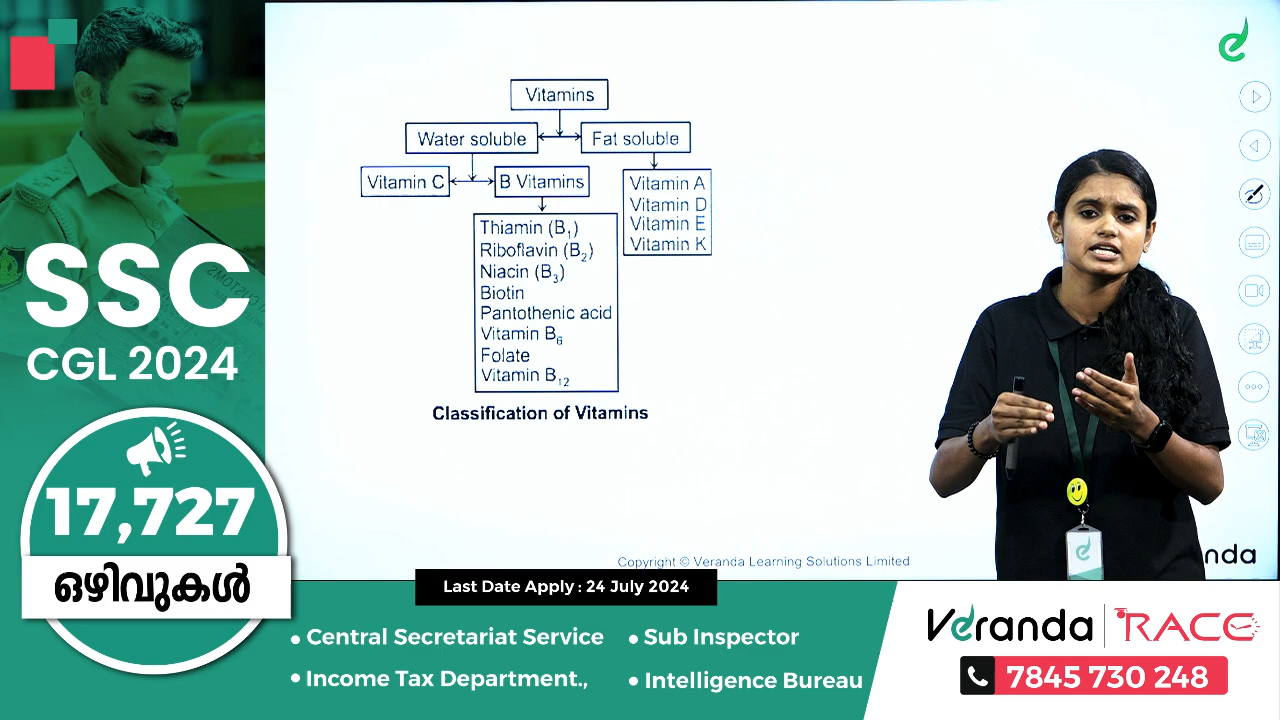 SSC
CGL 2024
17,727
ഒഴിവുകൾ
Vitamins
Water soluble
Fat soluble
Vitamin C
B Vitamins
Vitamin A
Vitamin D
Vitamin E
Vitamin K
Thiamin (B₁)
Riboflavin (B₂)
Niacin (B₃)
Biotin
Pantothenic acid
Vitamin B₆
Folate
Vitamin B₁₂
Classification of Vitamins
Copyright © Veranda Learning Solutions Limited
nda
Last Date Apply : 24 July 2024
• Central Secretariat Service
• Sub Inspector
• Income Tax Department.,
• Intelligence Bureau
Veranda RACE
7845 730 248